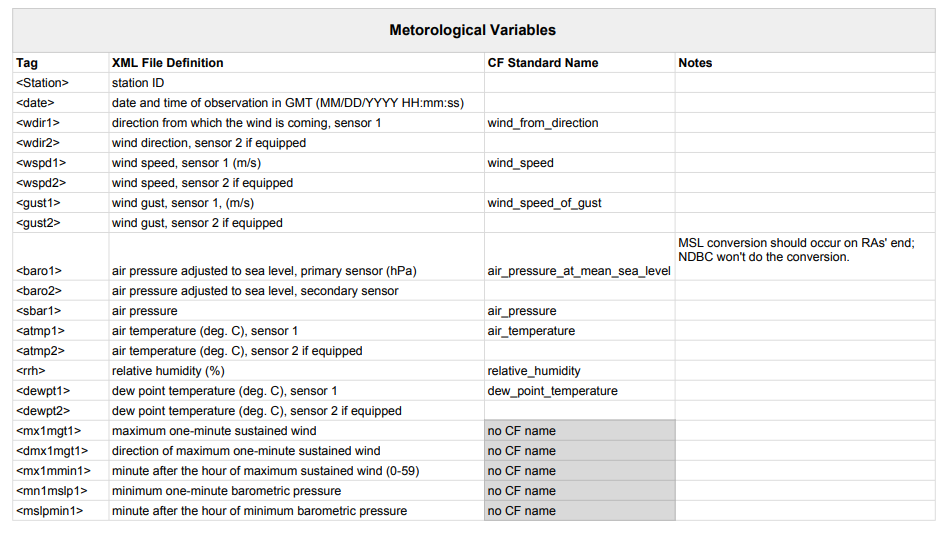 Metorological Variables
Tag XML File Definition CF Standard Name Notes
<Station> station ID
<date> date and time of observation in GMT (MM/DD/YYYY HH:mm:ss)
<wdir1> direction from which the wind is coming, sensor 1 wind_from_direction
<wdir2> wind direction, sensor 2 if equipped
<wspd1> wind speed, sensor 1 (m/s) wind_speed
<wspd2> wind speed, sensor 2 if equipped
<gust1> wind gust, sensor 1, (m/s) wind_speed_of_gust
<gust2> wind gust, sensor 2 if equipped
MSL conversion should occur on RAs' end;
NDBC won't do the conversion.
<baro1> air pressure adjusted to sea level, primary sensor (hPa) air_pressure_at_mean_sea_level
<baro2> air pressure adjusted to sea level, secondary sensor
<sbar1> air pressure air_pressure
<atmp1> air temperature (deg. C), sensor 1 air_temperature
<atmp2> air temperature (deg. C), sensor 2 if equipped
<rrh> relative humidity (%) relative_humidity
<dewpt1> dew point temperature (deg. C), sensor 1 dew_point_temperature
<dewpt2> dew point temperature (deg. C), sensor 2 if equipped
<mx1mgt1> maximum one-minute sustained wind no CF name
<dmx1mgt1> direction of maximum one-minute sustained wind no CF name
<mx1mmin1> minute after the hour of maximum sustained wind (0-59) no CF name
<mn1mslp1> minimum one-minute barometric pressure no CF name
<mslpmin1> minute after the hour of minimum barometric pressure no CF name